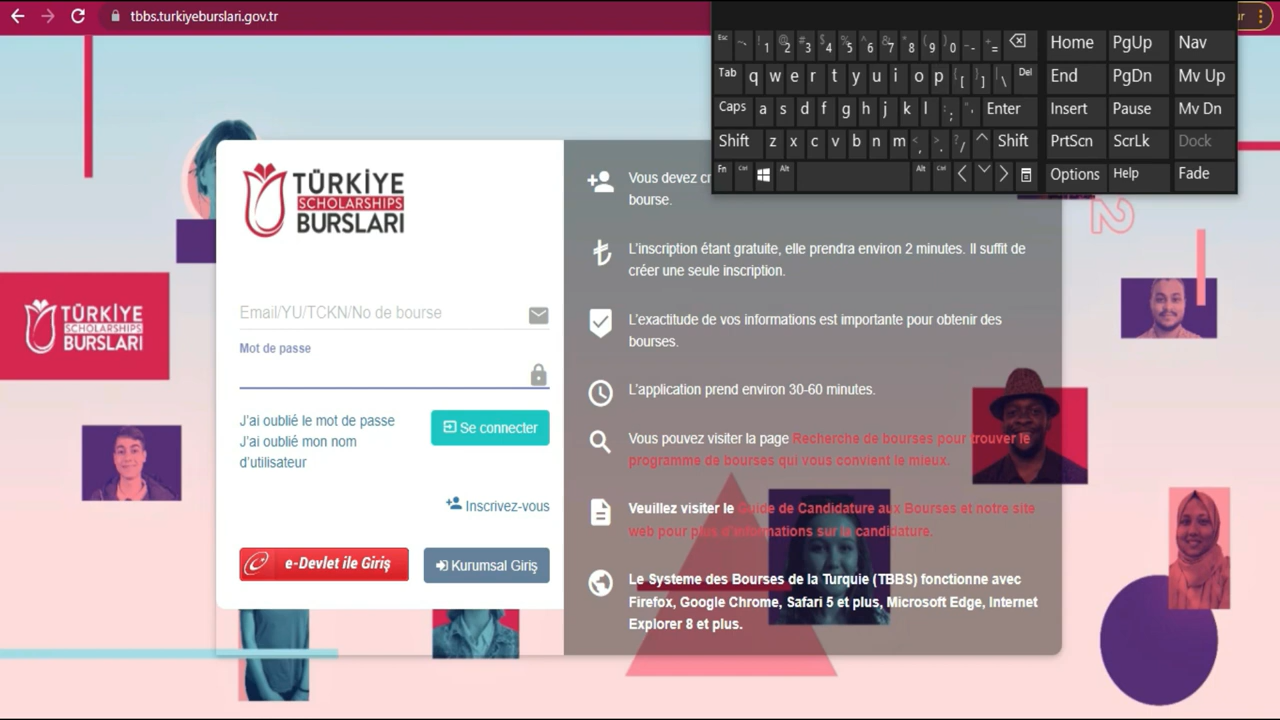 tbbs.turkiyeburslari.gov.tr
ur
Esc ~ ` ! 1 @ 2 # 3 $ 4 % 5 ^ 6 & 7 * 8 ( 9 ) 0 _ - + = Home PgUp Nav
Tab q w e r t y u i o p { [ } ] | \ Del End PgDn Mv Up
Caps a s d f g h j k l : ; " ' Enter Insert Pause Mv Dn
Shift z x c v b n m < , > . ? / Shift PrtScn ScrLk Dock
Fn Ctrl Alt Alt Ctrl Options Help Fade
TÜRKİYE
SCHOLARSHIPS
BURSLARI
Email/YU/TCKN/No de bourse
Mot de passe
J'ai oublié le mot de passe
J'ai oublié mon nom
d'utilisateur
Se connecter
Inscrivez-vous
e-Devlet ile Giriş
Kurumsal Giriş
Vous devez
bourse.
L'inscription étant gratuite, elle prendra environ 2 minutes. Il suffit de
créer une seule inscription.
L'exactitude de vos informations est importante pour obtenir des
bourses.
L'application prend environ 30-60 minutes.
Vous pouvez visiter la page Recherche de bourses pour trouver le
programme de bourses qui vous convient le mieux.
Veuillez visiter le Guide de Candidature aux Bourses et notre site
web pour plus d'informations sur la candidature.
Le Systeme des Bourses de la Turquie (TBBS) fonctionne avec
Firefox, Google Chrome, Safari 5 et plus, Microsoft Edge, Internet
Explorer 8 et plus.
TÜRKİYE
SCHOLARSHIPS
BURSLARI
2